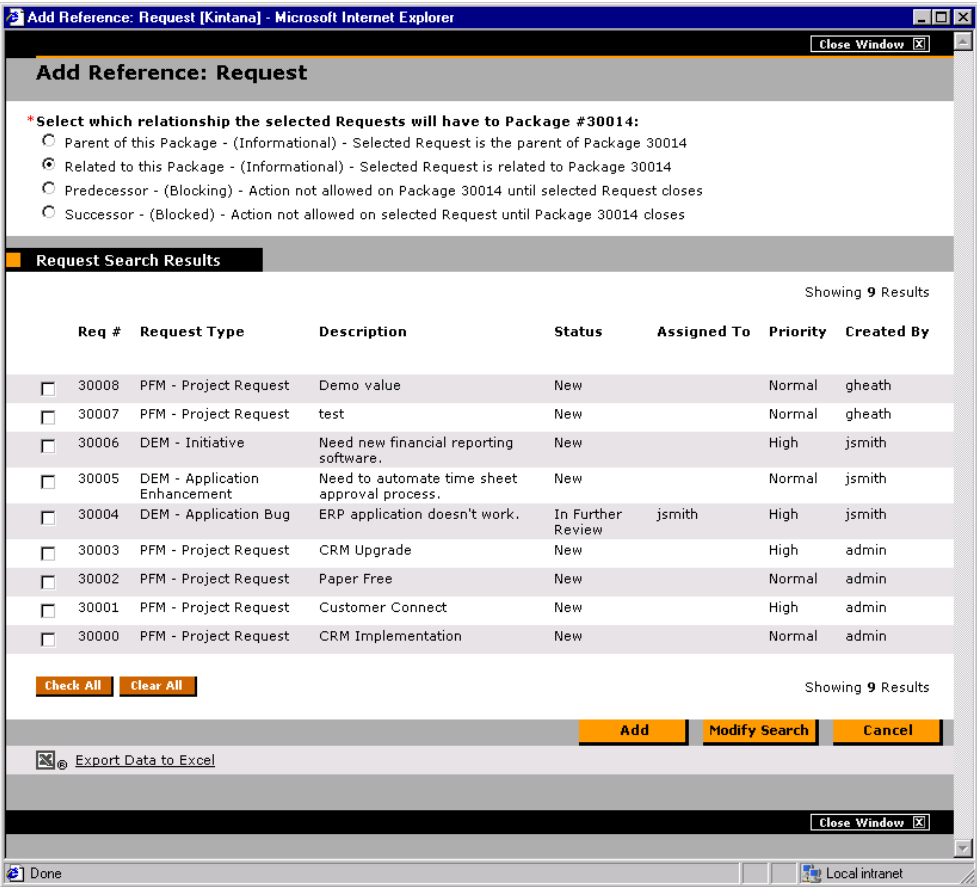 Add Reference: Request [Kintana] - Microsoft Internet Explorer
Close Window X
Add Reference: Request
*Select which relationship the selected Requests will have to Package #30014:
Parent of this Package - (Informational) - Selected Request is the parent of Package 30014
Related to this Package - (Informational) - Selected Request is related to Package 30014
Predecessor - (Blocking) - Action not allowed on Package 30014 until selected Request closes
Successor - (Blocked) - Action not allowed on selected Request until Package 30014 closes
Request Search Results
Showing 9 Results
Req # Request Type Description Status Assigned To Priority Created By
30008 PFM - Project Request Demo value New Normal gheath
30007 PFM - Project Request test New Normal gheath
30006 DEM - Initiative Need new financial reporting New High jsmith
software.
30005 DEM - Application Need to automate time sheet New Normal jsmith
Enhancement approval process.
30004 DEM - Application Bug ERP application doesn't work. In Further jsmith High jsmith
Review
30003 PFM - Project Request CRM Upgrade New High admin
30002 PFM - Project Request Paper Free New Normal admin
30001 PFM - Project Request Customer Connect New High admin
30000 PFM - Project Request CRM Implementation New Normal admin
Check All Clear All Showing 9 Results
Add Modify Search Cancel
® Export Data to Excel
Close Window X
Done Local intranet